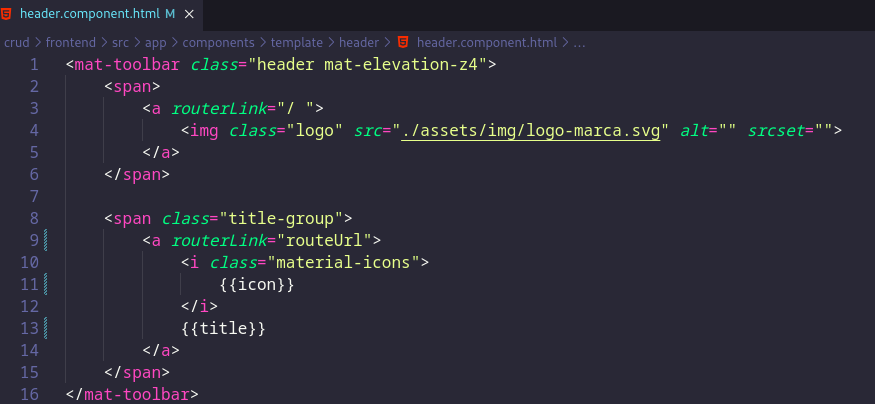 header.component.html M ×
crud > frontend > src > app > components > template > header > header.component.html > ...
1 <mat-toolbar class="header mat-elevation-z4">
2 <span>
3 <a routerLink="/ ">
4 <img class="logo" src="./assets/img/logo-marca.svg" alt="" srcset="">
5 </a>
6 </span>
7
8 <span class="title-group">
9 <a routerLink="routeUrl">
10 <i class="material-icons">
11 {{icon}}
12 </i>
13 {{title}}
14 </a>
15 </span>
16 </mat-toolbar>